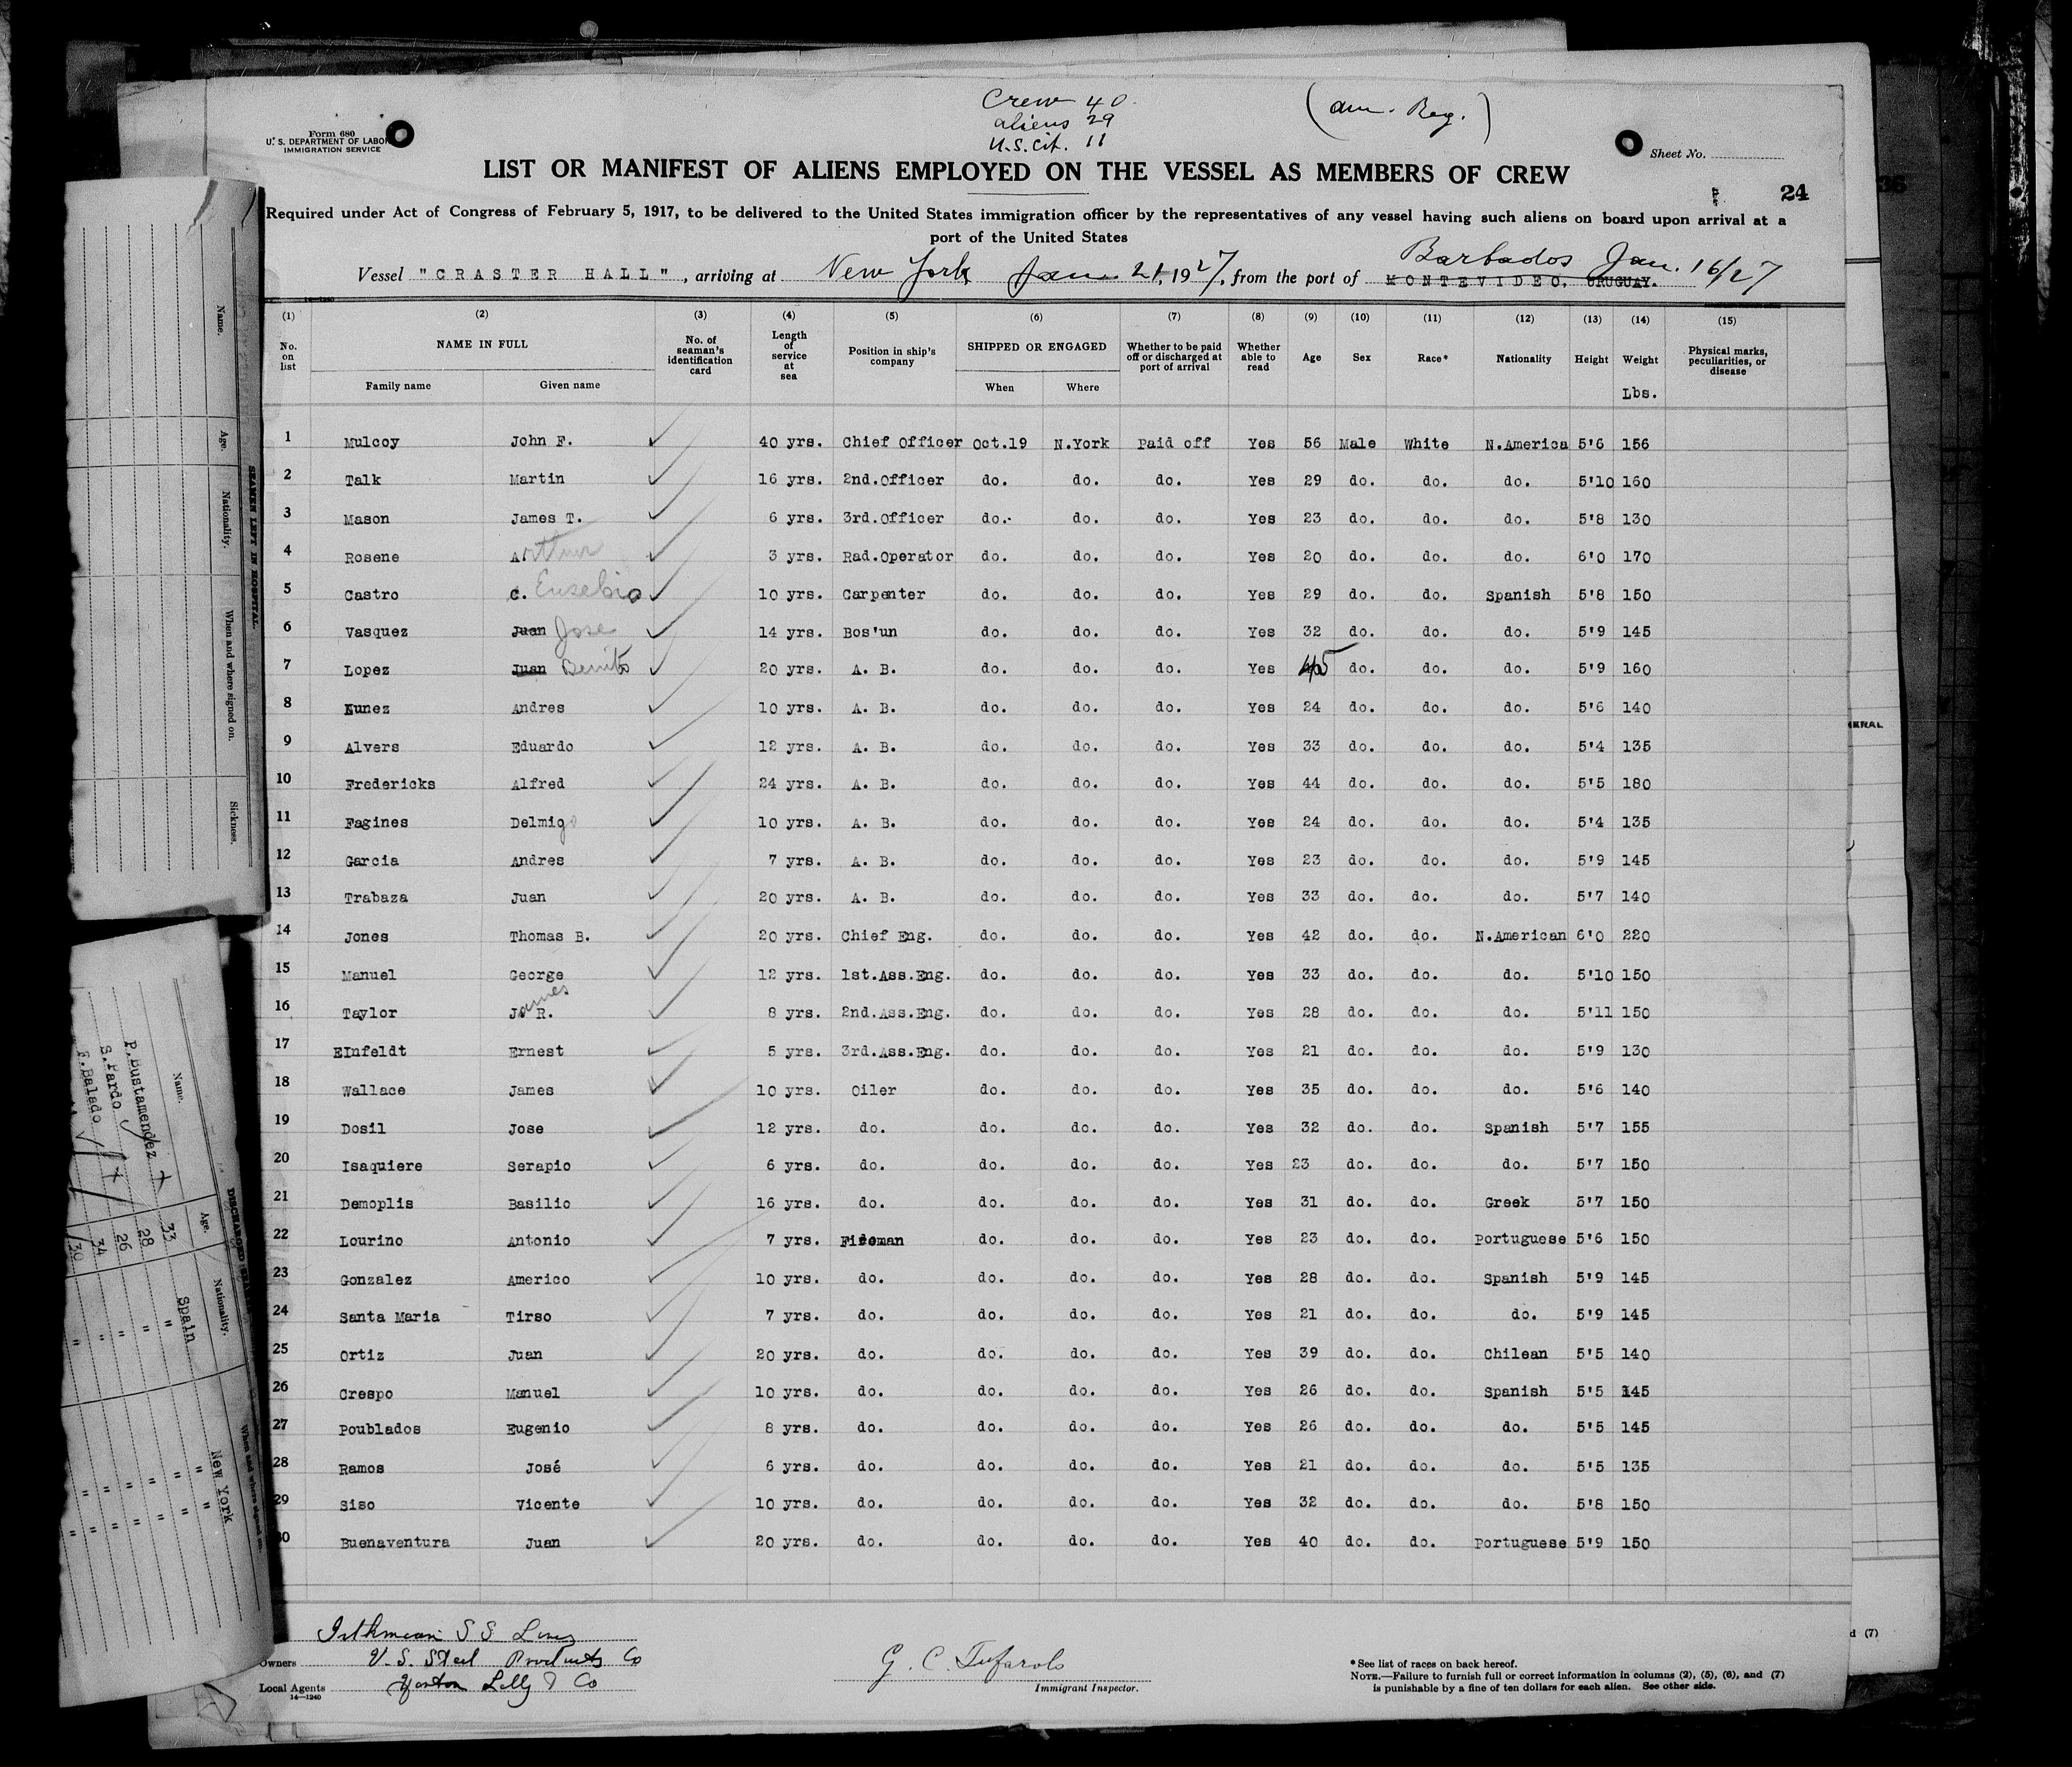 Crew 40
aliens 29
U.S. Cit. 11
(Am. Reg.)
Form 680
U. S. DEPARTMENT OF LABOR
IMMIGRATION SERVICE
Sheet No.
LIST OR MANIFEST OF ALIENS EMPLOYED ON THE VESSEL AS MEMBERS OF CREW
24
Required under Act of Congress of February 5, 1917, to be delivered to the United States immigration officer by the representatives of any vessel having such aliens on board upon arrival at a
port of the United States
Vessel "CRASTER HALL", arriving at New York Jan. 21, 1927, from the port of MONTEVIDEO, URUGUAY. Barbados Jan. 16/27
(1) (2) (3) (4) (5) (6) (7) (8) (9) (10) (11) (12) (13) (14) (15)
No. on list NAME IN FULL Family name Given name No. of seaman's identification card Length of service at sea Position in ship's company SHIPPED OR ENGAGED When Where Whether to be paid off or discharged at port of arrival Whether able to read Age Sex Race* Nationality Height Weight Lbs. Physical marks, peculiarities, or disease
1 Mulcoy John F. 40 yrs. Chief Officer Oct.19 N.York Paid off Yes 56 Male White N.America 5'6 156
2 Talk Martin 16 yrs. 2nd.Officer do. do. do. Yes 29 do. do. do. 5'10 160
3 Mason James T. 6 yrs. 3rd.Officer do. do. do. Yes 23 do. do. do. 5'8 130
4 Rosene Arthur 3 yrs. Rad.Operator do. do. do. Yes 20 do. do. do. 6'0 170
5 Castro C. Eusebio 10 yrs. Carpenter do. do. do. Yes 29 do. do. Spanish 5'8 150
6 Vasquez Juan Jose 14 yrs. Bos'un do. do. do. Yes 32 do. do. do. 5'9 145
7 Lopez Juan Benito 20 yrs. A. B. do. do. do. Yes 45 do. do. do. 5'9 160
8 Nunez Andres 10 yrs. A. B. do. do. do. Yes 24 do. do. do. 5'6 140
9 Alvers Eduardo 12 yrs. A. B. do. do. do. Yes 33 do. do. do. 5'4 135
10 Fredericks Alfred 24 yrs. A. B. do. do. do. Yes 44 do. do. do. 5'5 180
11 Fagines Delmigo 10 yrs. A. B. do. do. do. Yes 24 do. do. do. 5'4 135
12 Garcia Andres 7 yrs. A. B. do. do. do. Yes 23 do. do. do. 5'9 145
13 Trabaza Juan 20 yrs. A. B. do. do. do. Yes 33 do. do. do. 5'7 140
14 Jones Thomas B. 20 yrs. Chief Eng. do. do. do. Yes 42 do. do. N.American 6'0 220
15 Manuel George 12 yrs. 1st.Ass.Eng. do. do. do. Yes 33 do. do. do. 5'10 150
16 Taylor James R. 8 yrs. 2nd.Ass.Eng. do. do. do. Yes 28 do. do. do. 5'11 150
17 EInfeldt Ernest 5 yrs. 3rd.Ass.Eng. do. do. do. Yes 21 do. do. do. 5'9 130
18 Wallace James 10 yrs. Oiler do. do. do. Yes 35 do. do. do. 5'6 140
19 Dosil Jose 12 yrs. do. do. do. do. Yes 32 do. do. Spanish 5'7 155
20 Isaquiere Serapio 6 yrs. do. do. do. do. Yes 23 do. do. do. 5'7 150
21 Demoplis Basilio 16 yrs. do. do. do. do. Yes 31 do. do. Greek 5'7 150
22 Lourino Antonio 7 yrs. Fireman do. do. do. Yes 23 do. do. Portuguese 5'6 150
23 Gonzalez Americo 10 yrs. do. do. do. do. Yes 28 do. do. Spanish 5'9 145
24 Santa Maria Tirso 7 yrs. do. do. do. do. Yes 21 do. do. do. 5'9 145
25 Ortiz Juan 20 yrs. do. do. do. do. Yes 39 do. do. Chilean 5'5 140
26 Crespo Manuel 10 yrs. do. do. do. do. Yes 26 do. do. Spanish 5'5 145
27 Poublados Eugenio 8 yrs. do. do. do. do. Yes 26 do. do. do. 5'5 145
28 Ramos José 6 yrs. do. do. do. do. Yes 21 do. do. do. 5'5 135
29 Siso Vicente 10 yrs. do. do. do. do. Yes 32 do. do. do. 5'8 150
30 Buenaventura Juan 20 yrs. do. do. do. do. Yes 40 do. do. Portuguese 5'9 150
Isthmian S S Lines
Owners U.S. Steel Products Co
Local Agents Norton Lilly & Co
14—1240
G. C. Tufarolo
Immigrant Inspector.
*See list of races on back hereof.
NOTE.—Failure to furnish full or correct information in columns (2), (5), (6), and (7)
is punishable by a fine of ten dollars for each alien. See other side.
SEAMEN LEFT IN HOSPITAL.
Name. Age. Nationality. When and where signed on. Sickness.
Name. Age. Nationality.
P.Bustamendez 33 Spain New York
S.Pardo 28 " " "
F.Balado 26 " " "
34 " " "
30 " " "
36
ERAL
d (7)